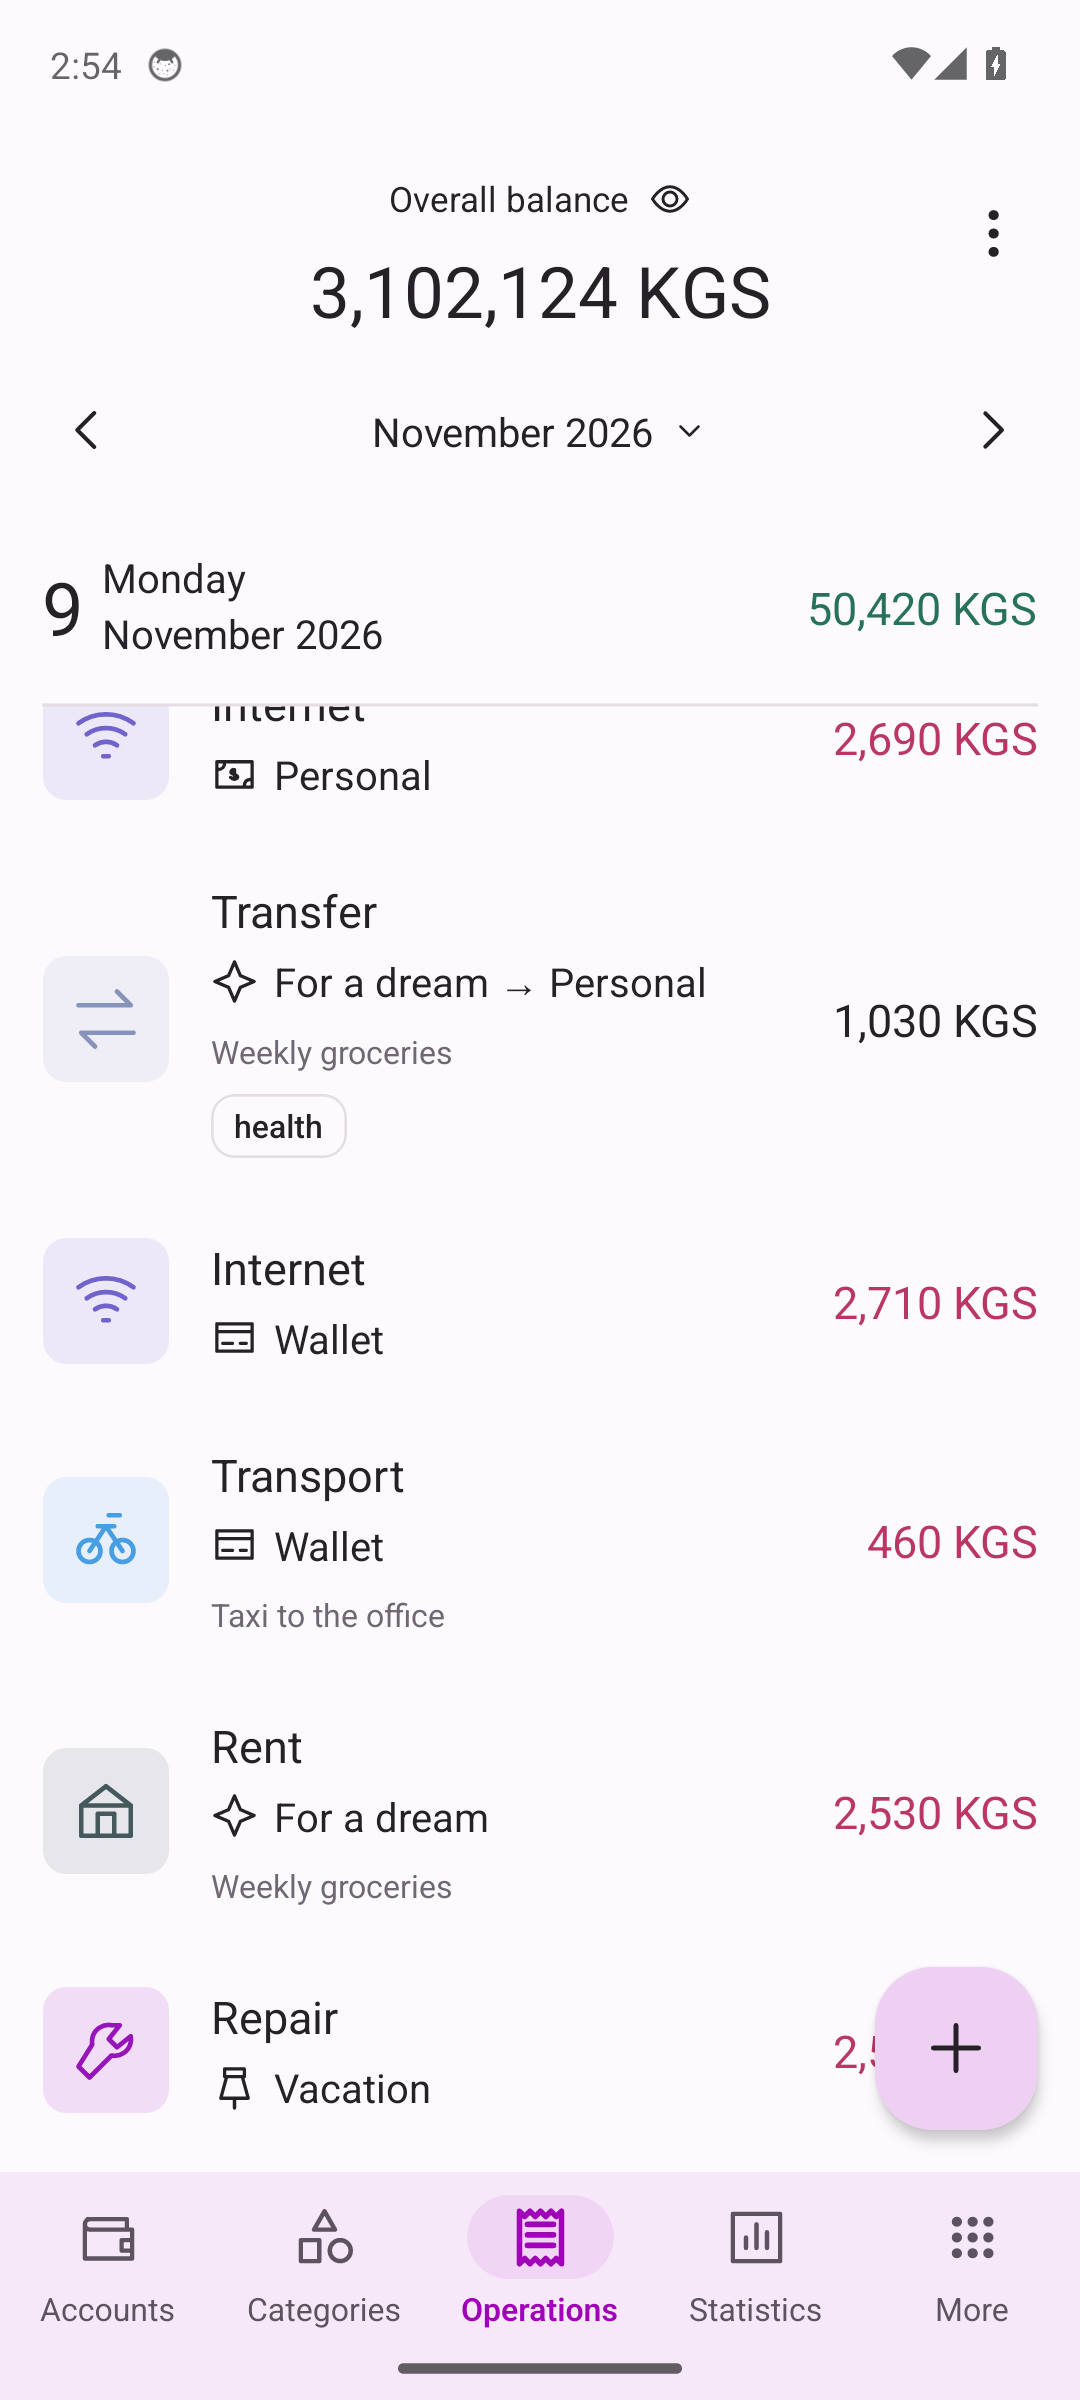 2:54
Overall balance
3,102,124 KGS
November 2026
9
Monday
November 2026
50,420 KGS
Internet
2,690 KGS
Personal
Transfer
For a dream → Personal
1,030 KGS
Weekly groceries
health
Internet
2,710 KGS
Wallet
Transport
Wallet
460 KGS
Taxi to the office
Rent
For a dream
2,530 KGS
Weekly groceries
Repair
Vacation
Accounts
Categories
Operations
Statistics
More